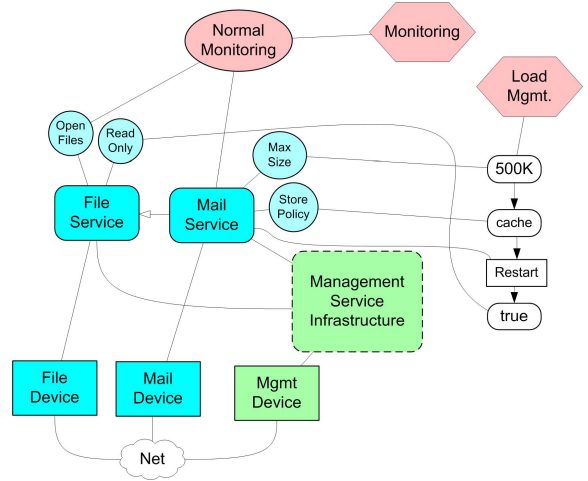 Normal
Monitoring
Monitoring
Load
Mgmt.
Open
Files
Read
Only
Max
Size
500K
File
Service
Mail
Service
Store
Policy
cache
Management
Service
Infrastructure
Restart
true
File
Device
Mail
Device
Mgmt
Device
Net